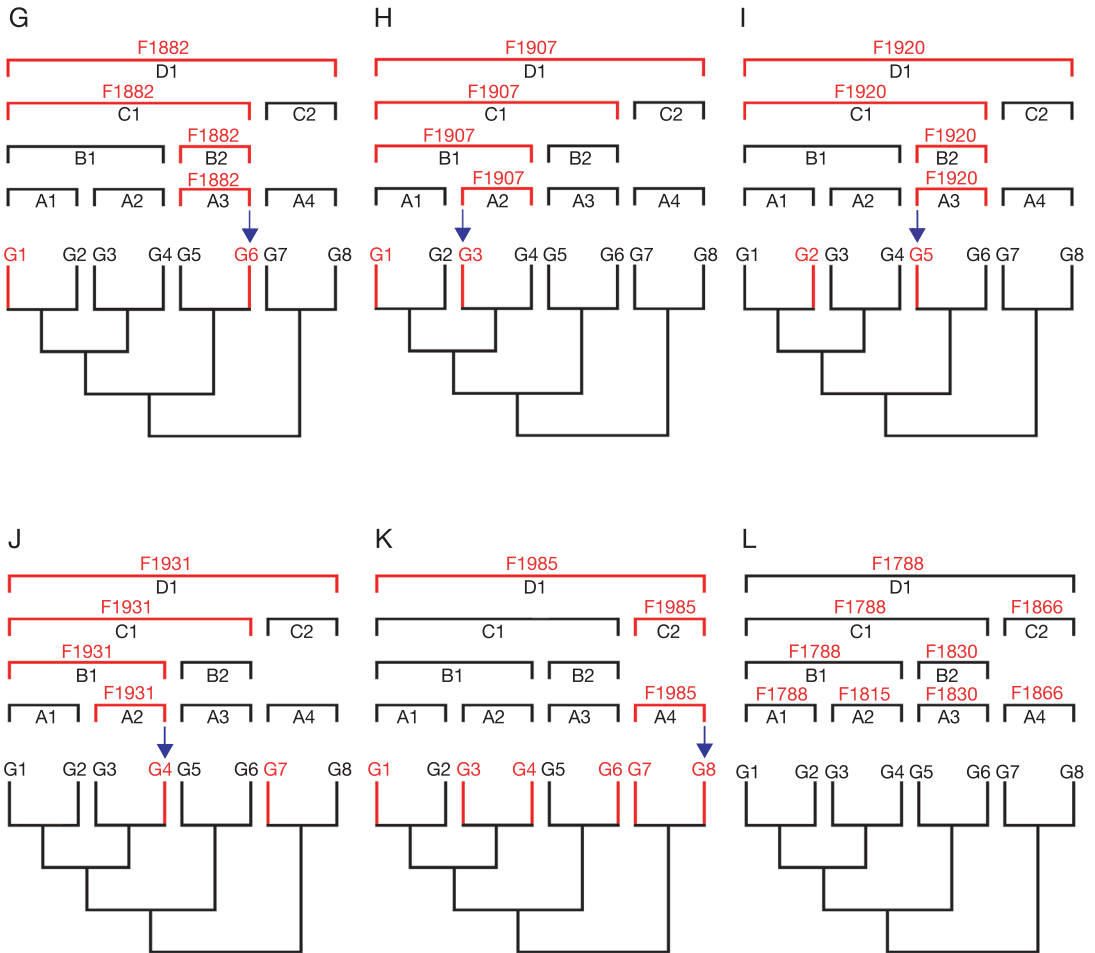 G
F1882
D1
F1882
C1 C2
F1882
B1 B2
F1882
A1 A2 A3 A4
G1 G2 G3 G4 G5 G6 G7 G8
H
F1907
D1
F1907
C1 C2
F1907
B1 B2
F1907
A1 A2 A3 A4
G1 G2 G3 G4 G5 G6 G7 G8
I
F1920
D1
F1920
C1 C2
F1920
B1 B2
F1920
A1 A2 A3 A4
G1 G2 G3 G4 G5 G6 G7 G8
J
F1931
D1
F1931
C1 C2
F1931
B1 B2
F1931
A1 A2 A3 A4
G1 G2 G3 G4 G5 G6 G7 G8
K
F1985
D1
F1985
C1 C2
B1 B2
F1985
A1 A2 A3 A4
G1 G2 G3 G4 G5 G6 G7 G8
L
F1788
D1
F1788 F1866
C1 C2
F1788 F1830
B1 B2
F1788 F1815 F1830 F1866
A1 A2 A3 A4
G1 G2 G3 G4 G5 G6 G7 G8